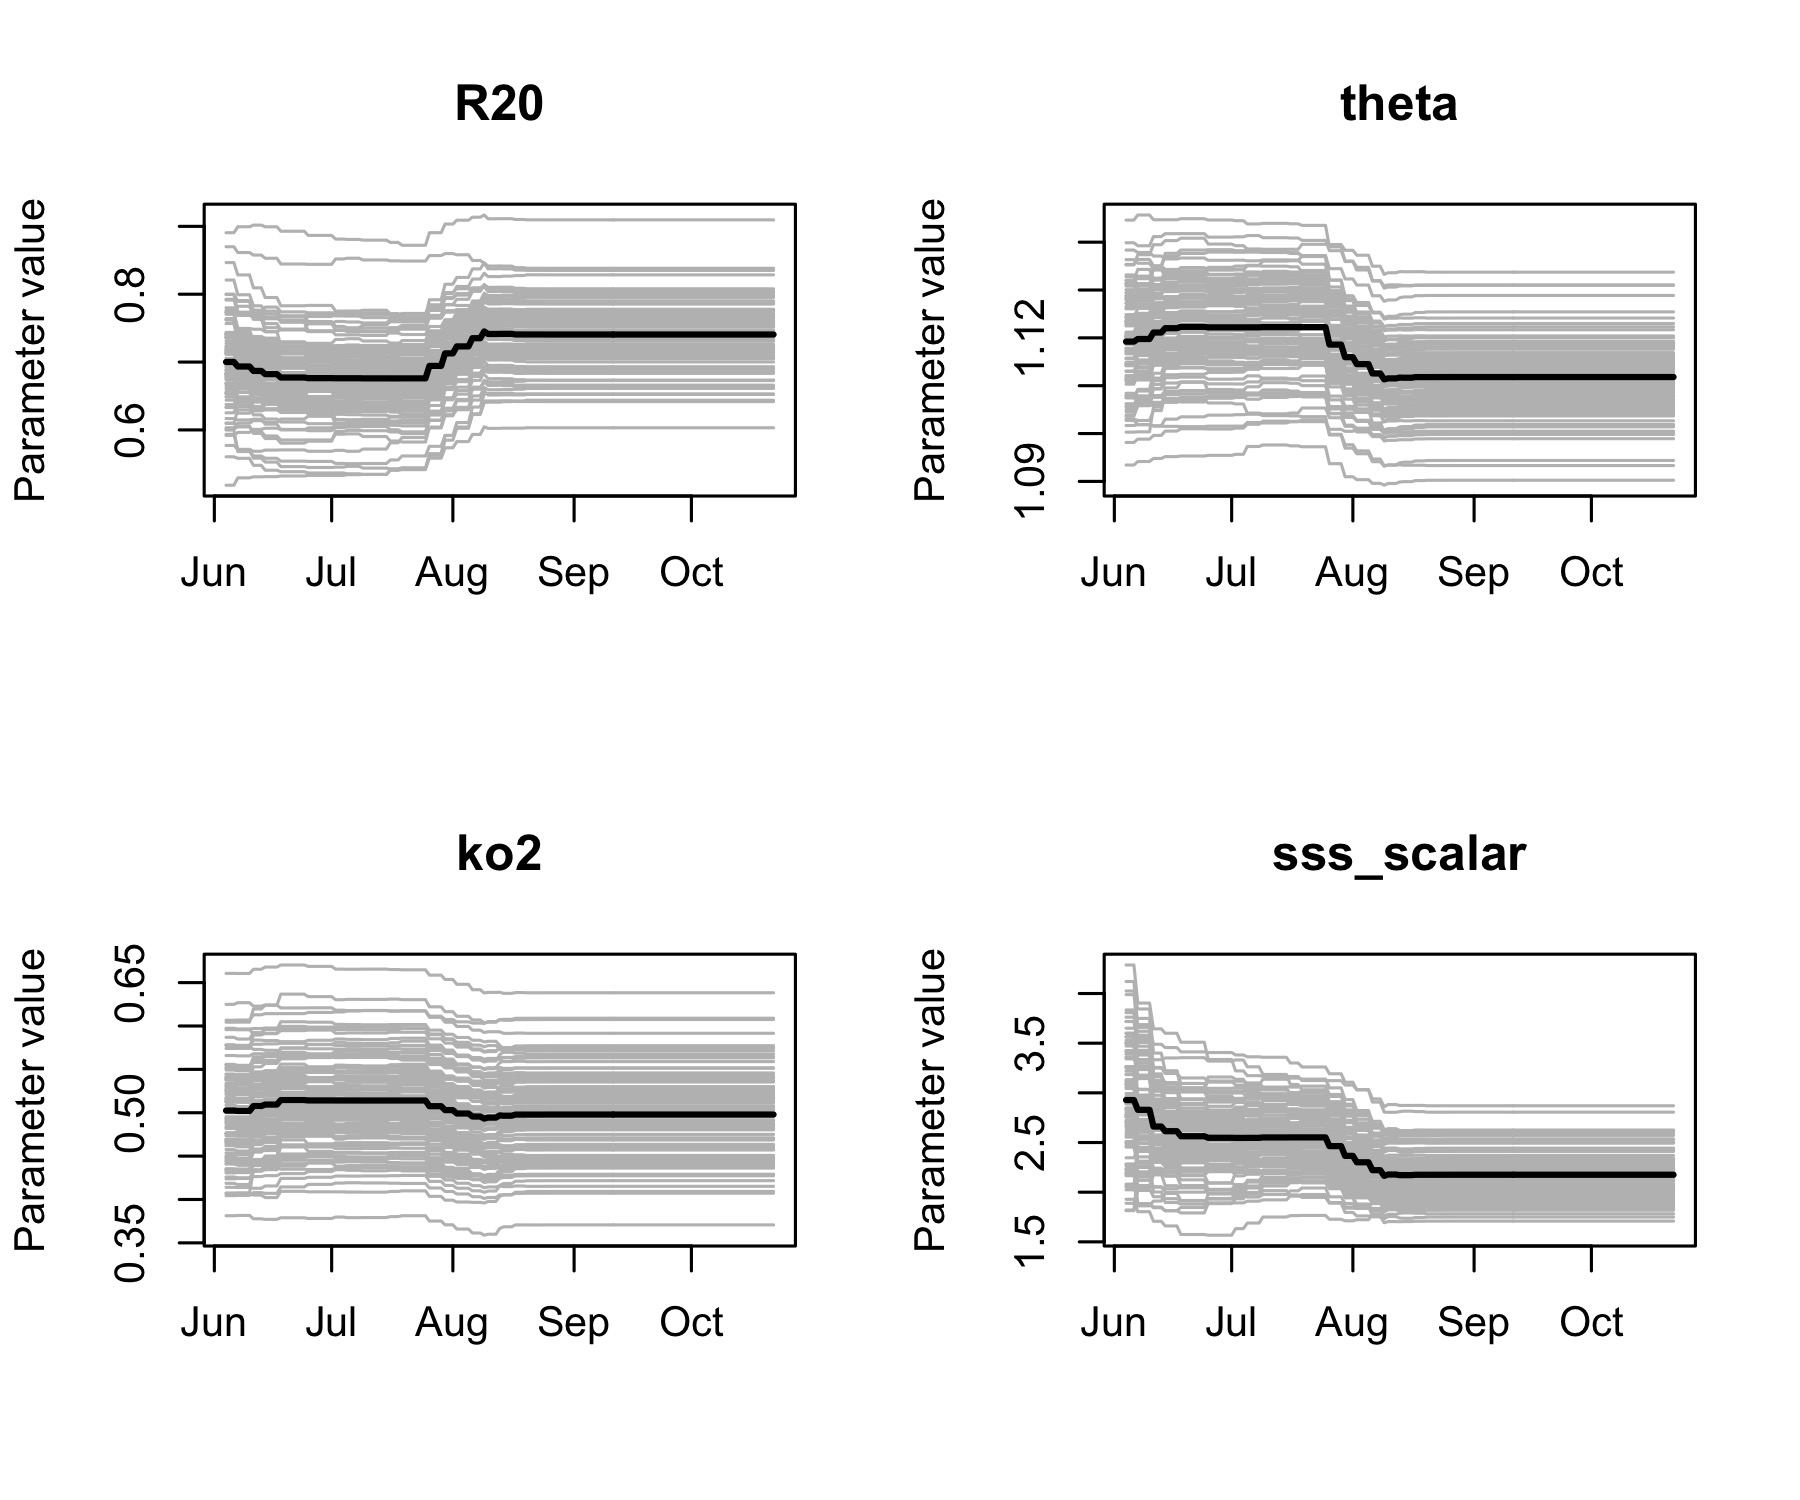 R20
Parameter value
0.8
0.6
Jun Jul Aug Sep Oct
theta
Parameter value
1.12
1.09
Jun Jul Aug Sep Oct
ko2
Parameter value
0.65
0.50
0.35
Jun Jul Aug Sep Oct
sss_scalar
Parameter value
3.5
2.5
1.5
Jun Jul Aug Sep Oct